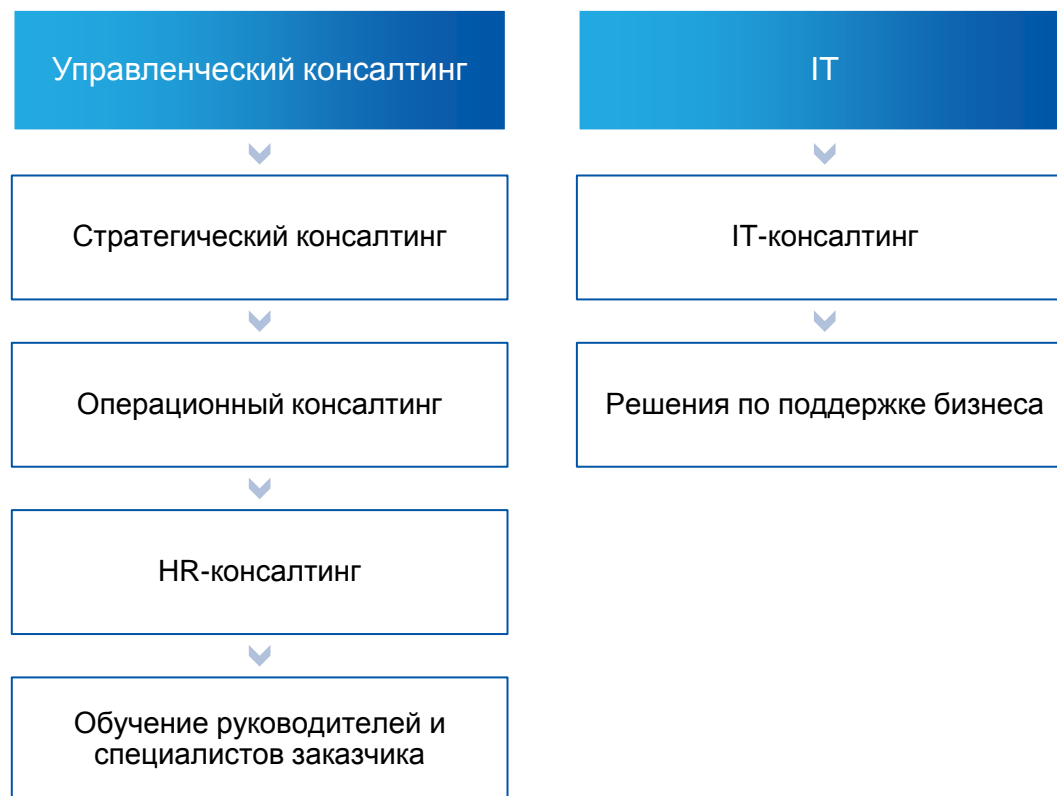 Управленческий консалтинг
Стратегический консалтинг
Операционный консалтинг
HR-консалтинг
Обучение руководителей и
специалистов заказчика
IT
IT-консалтинг
Решения по поддержке бизнеса